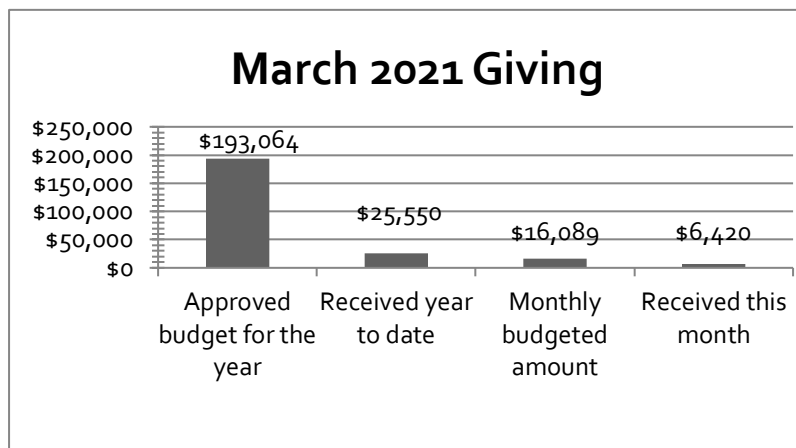 March 2021 Giving
$250,000
$200,000
$150,000
$100,000
$50,000
$0
$193,064
$25,550
$16,089
$6,420
Approved
budget for the
year
Received year
to date
Monthly
budgeted
amount
Received this
month